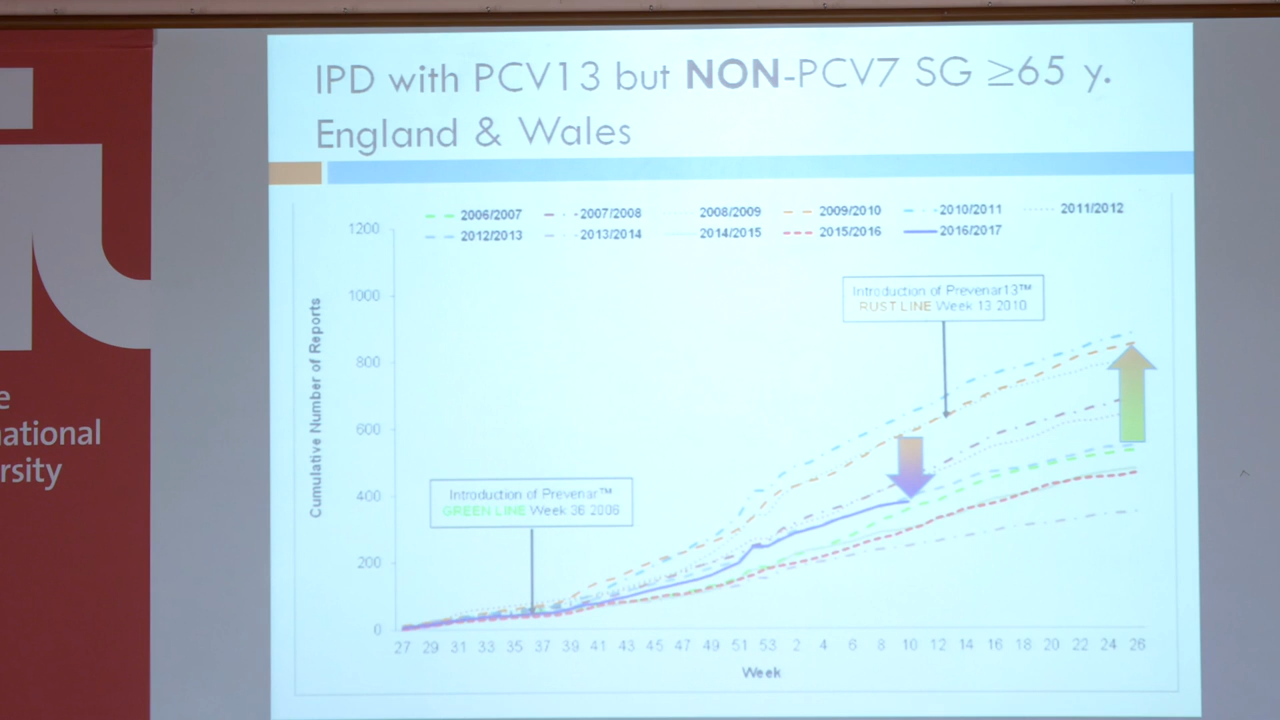 IPD with PCV13 but NON-PCV7 SG ≥65 y.
England & Wales
2006/2007 2007/2008 2008/2009 2009/2010 2010/2011 2011/2012
2012/2013 2013/2014 2014/2015 2015/2016 2016/2017
1200
1000
800
600
400
200
0
Cumulative Number of Reports
Introduction of Prevenar13™
RUST LINE Week 13 2010
Introduction of Prevenar™
GREEN LINE Week 36 2006
27 29 31 33 35 37 39 41 43 45 47 49 51 53 2 4 6 8 10 12 14 16 18 20 22 24 26
Week
e
national
rsity